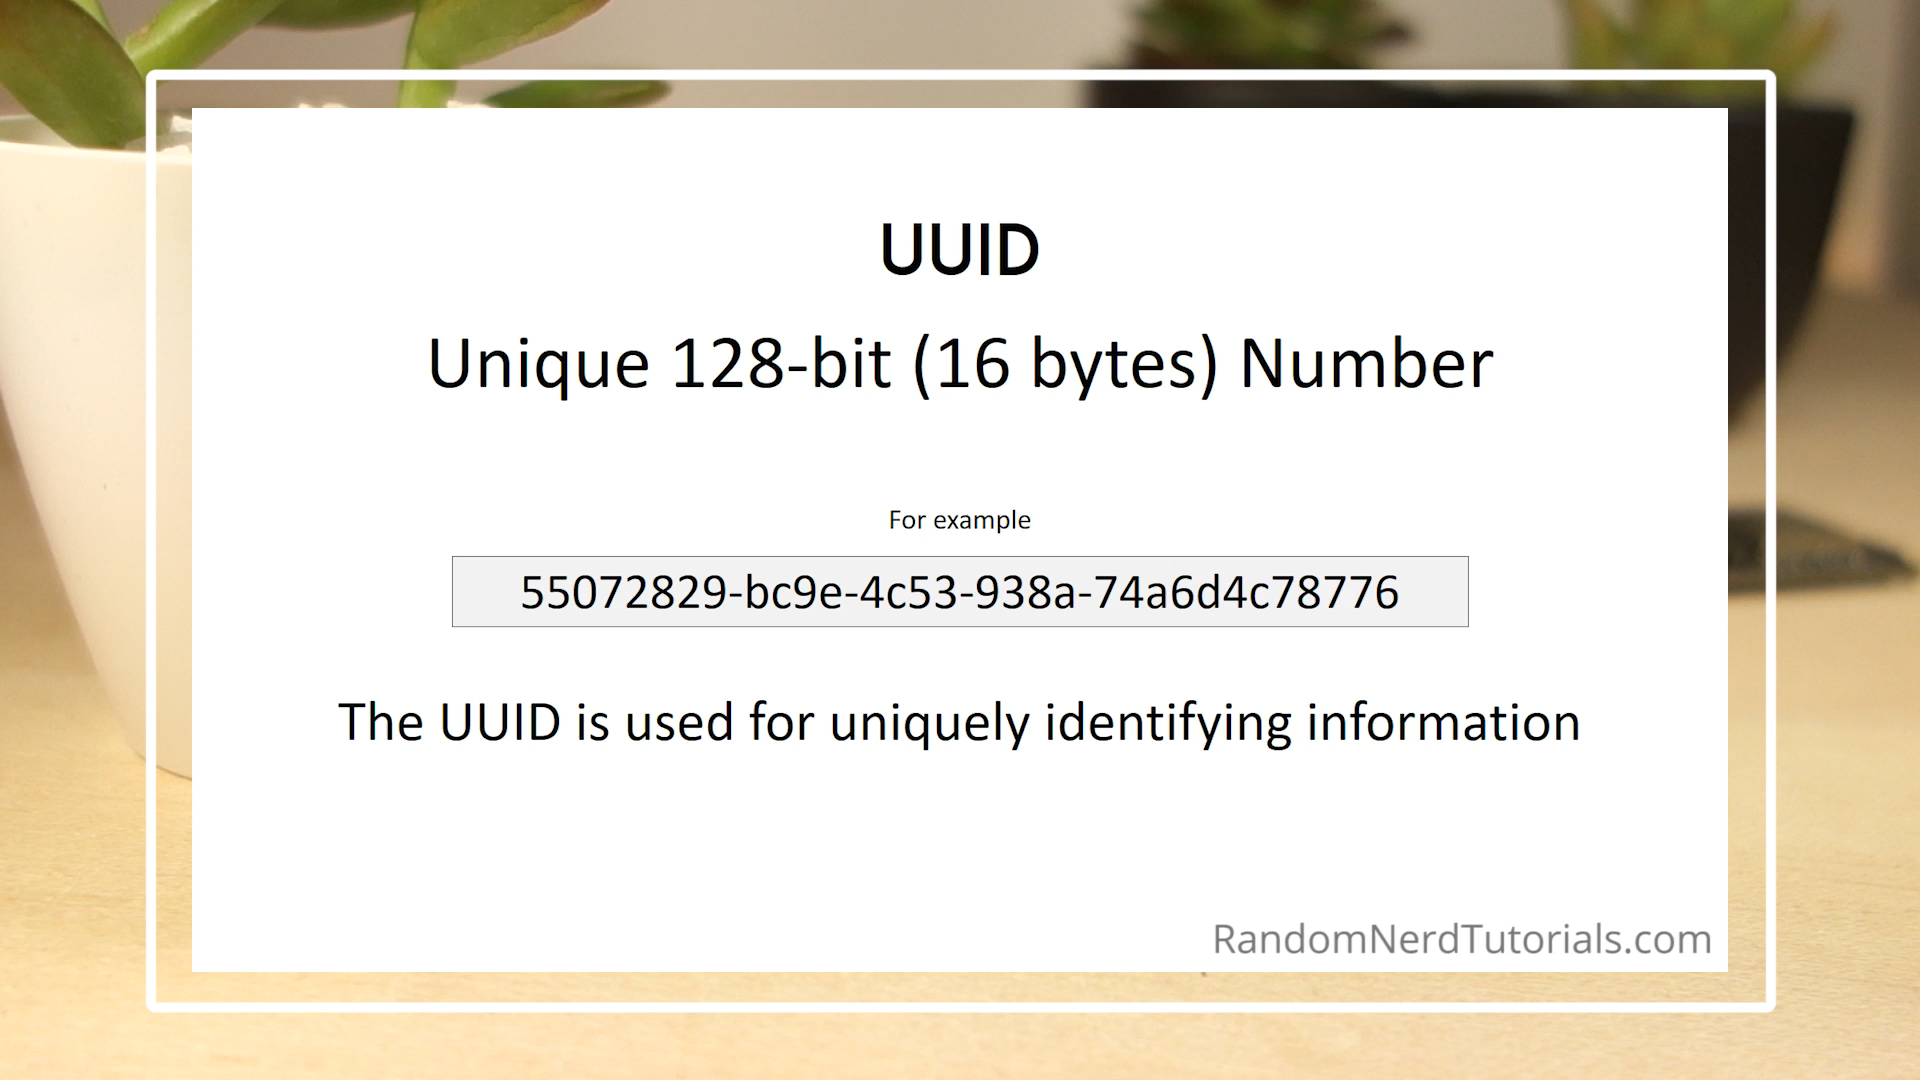 UUID
Unique 128-bit (16 bytes) Number
For example
55072829-bc9e-4c53-938a-74a6d4c78776
The UUID is used for uniquely identifying information
RandomNerdTutorials.com